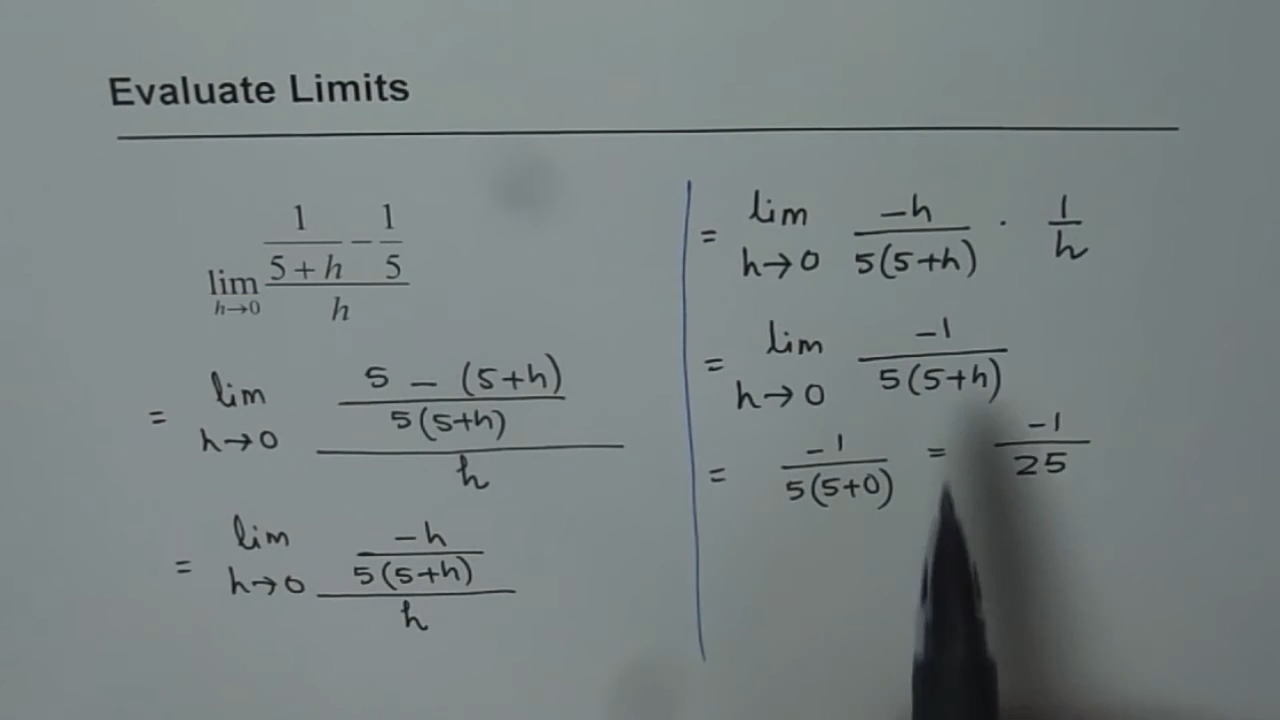 Evaluate Limits
1 1
5 + h − 5
lim
h→0 h
= lim 5 − (5+h)
h→0 5(5+h)
h
= lim −h
h→0 5(5+h)
h
= lim −h · 1
h→0 5(5+h) h
= lim −1
h→0 5(5+h)
= −1 = −1
5(5+0) 25